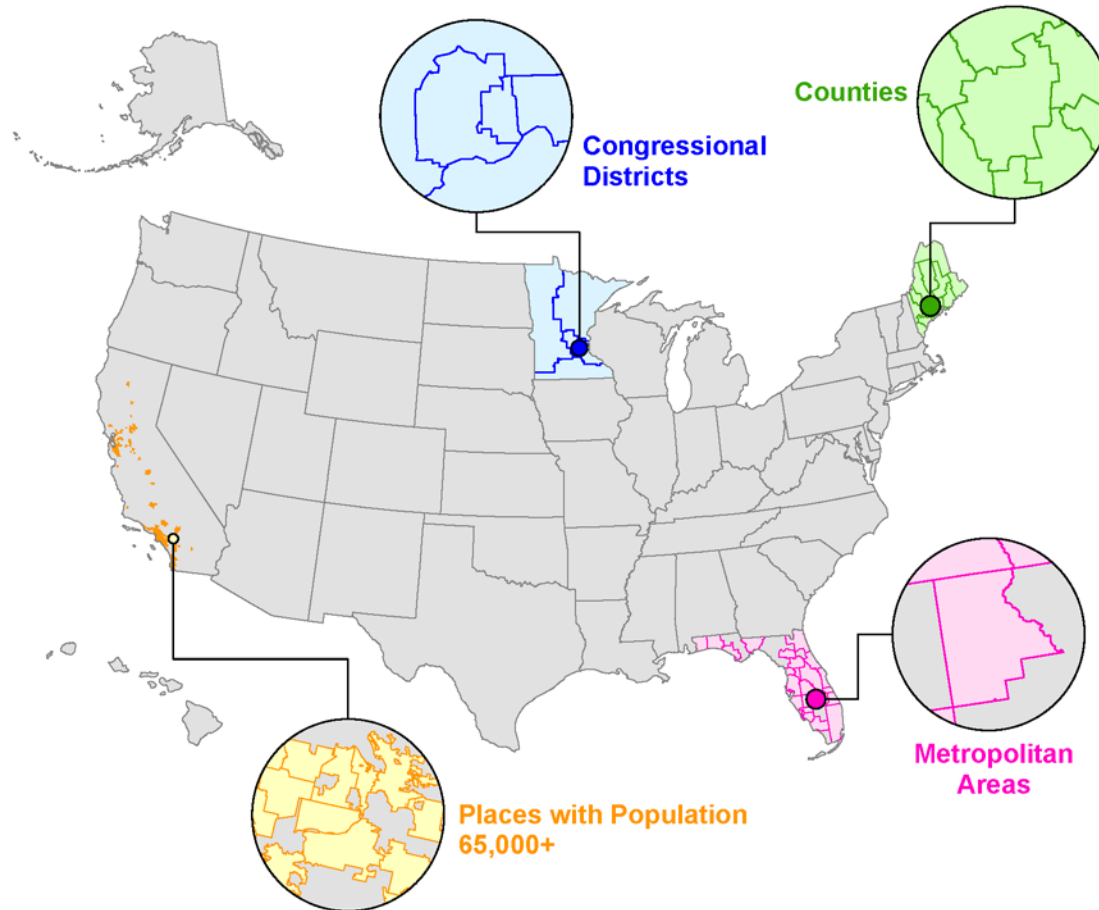 Counties
Congressional
Districts
Metropolitan
Areas
Places with Population
65,000+